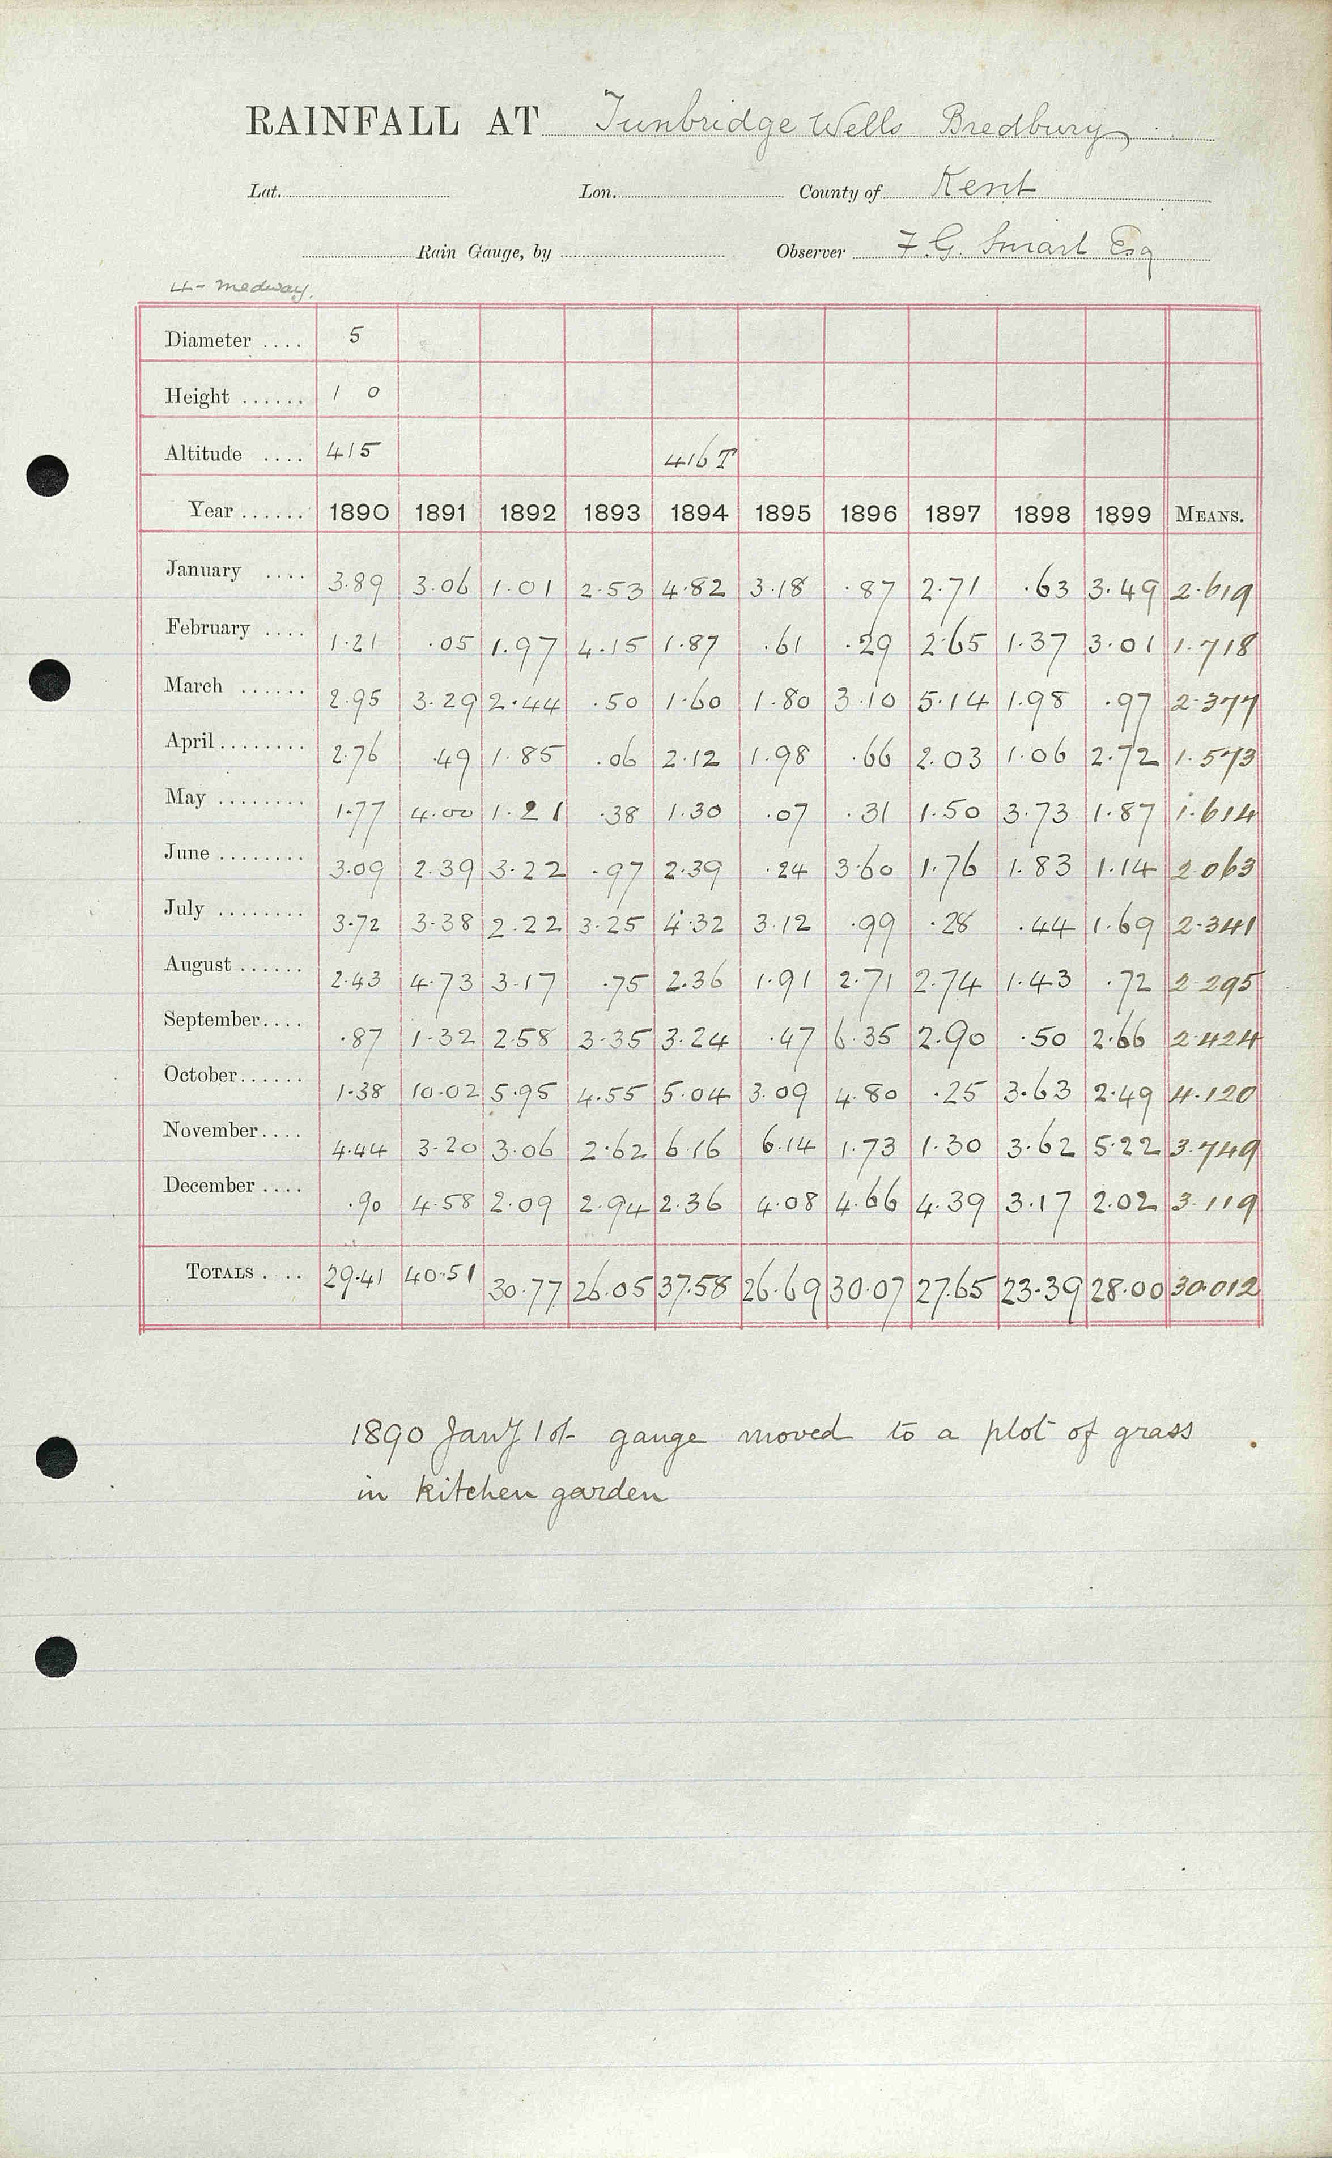 RAINFALL AT Tunbridge Wells Bredbury
Lat. Lon. County of Kent
Rain Gauge, by Observer F. G. Smart Esq
4- Medway.
Diameter .... 5
Height ...... 1 0
Altitude .... 415 416 T
Year ...... 1890 1891 1892 1893 1894 1895 1896 1897 1898 1899 MEANS.
January .... 3.89 3.06 1.01 2.53 4.82 3.18 .87 2.71 .63 3.49 2.619
February .... 1.21 .05 1.97 4.15 1.87 .61 .29 2.65 1.37 3.01 1.718
March ...... 2.95 3.29 2.44 .50 1.60 1.80 3.10 5.14 1.98 .97 2.377
April ........ 2.76 .49 1.85 .06 2.12 1.98 .66 2.03 1.06 2.72 1.573
May ........ 1.77 4.00 1.21 .38 1.30 .07 .31 1.50 3.73 1.87 1.614
June ........ 3.09 2.39 3.22 .97 2.39 .24 3.60 1.76 1.83 1.14 2.063
July ........ 3.72 3.38 2.22 3.25 4.32 3.12 .99 .28 .44 1.69 2.341
August ...... 2.43 4.73 3.17 .75 2.36 1.91 2.71 2.74 1.43 .72 2.295
September .... .87 1.32 2.58 3.35 3.24 .47 6.35 2.90 .50 2.66 2.424
October ...... 1.38 10.02 5.95 4.55 5.04 3.09 4.80 .25 3.63 2.49 4.120
November .... 4.44 3.20 3.06 2.62 6.16 6.14 1.73 1.30 3.62 5.22 3.749
December .... .90 4.58 2.09 2.94 2.36 4.08 4.66 4.39 3.17 2.02 3.119
TOTALS .... 29.41 40.51 30.77 26.05 37.58 26.69 30.07 27.65 23.39 28.00 30.012
1890 Jany 1st gauge moved to a plot of grass
in kitchen garden